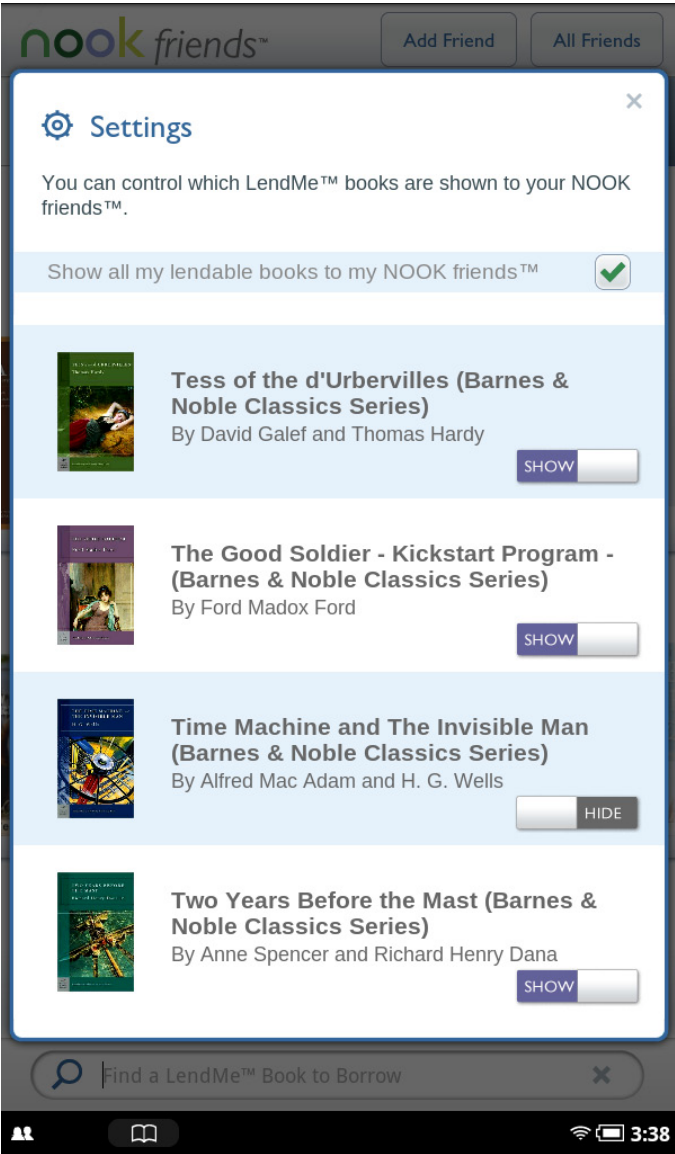 nook friends™
Add Friend
All Friends
Settings
You can control which LendMe™ books are shown to your NOOK
friends™.
Show all my lendable books to my NOOK friends™
Tess of the d'Urbervilles (Barnes &
Noble Classics Series)
By David Galef and Thomas Hardy
SHOW
The Good Soldier - Kickstart Program -
(Barnes & Noble Classics Series)
By Ford Madox Ford
SHOW
Time Machine and The Invisible Man
(Barnes & Noble Classics Series)
By Alfred Mac Adam and H. G. Wells
HIDE
Two Years Before the Mast (Barnes &
Noble Classics Series)
By Anne Spencer and Richard Henry Dana
SHOW
Find a LendMe™ Book to Borrow
3:38